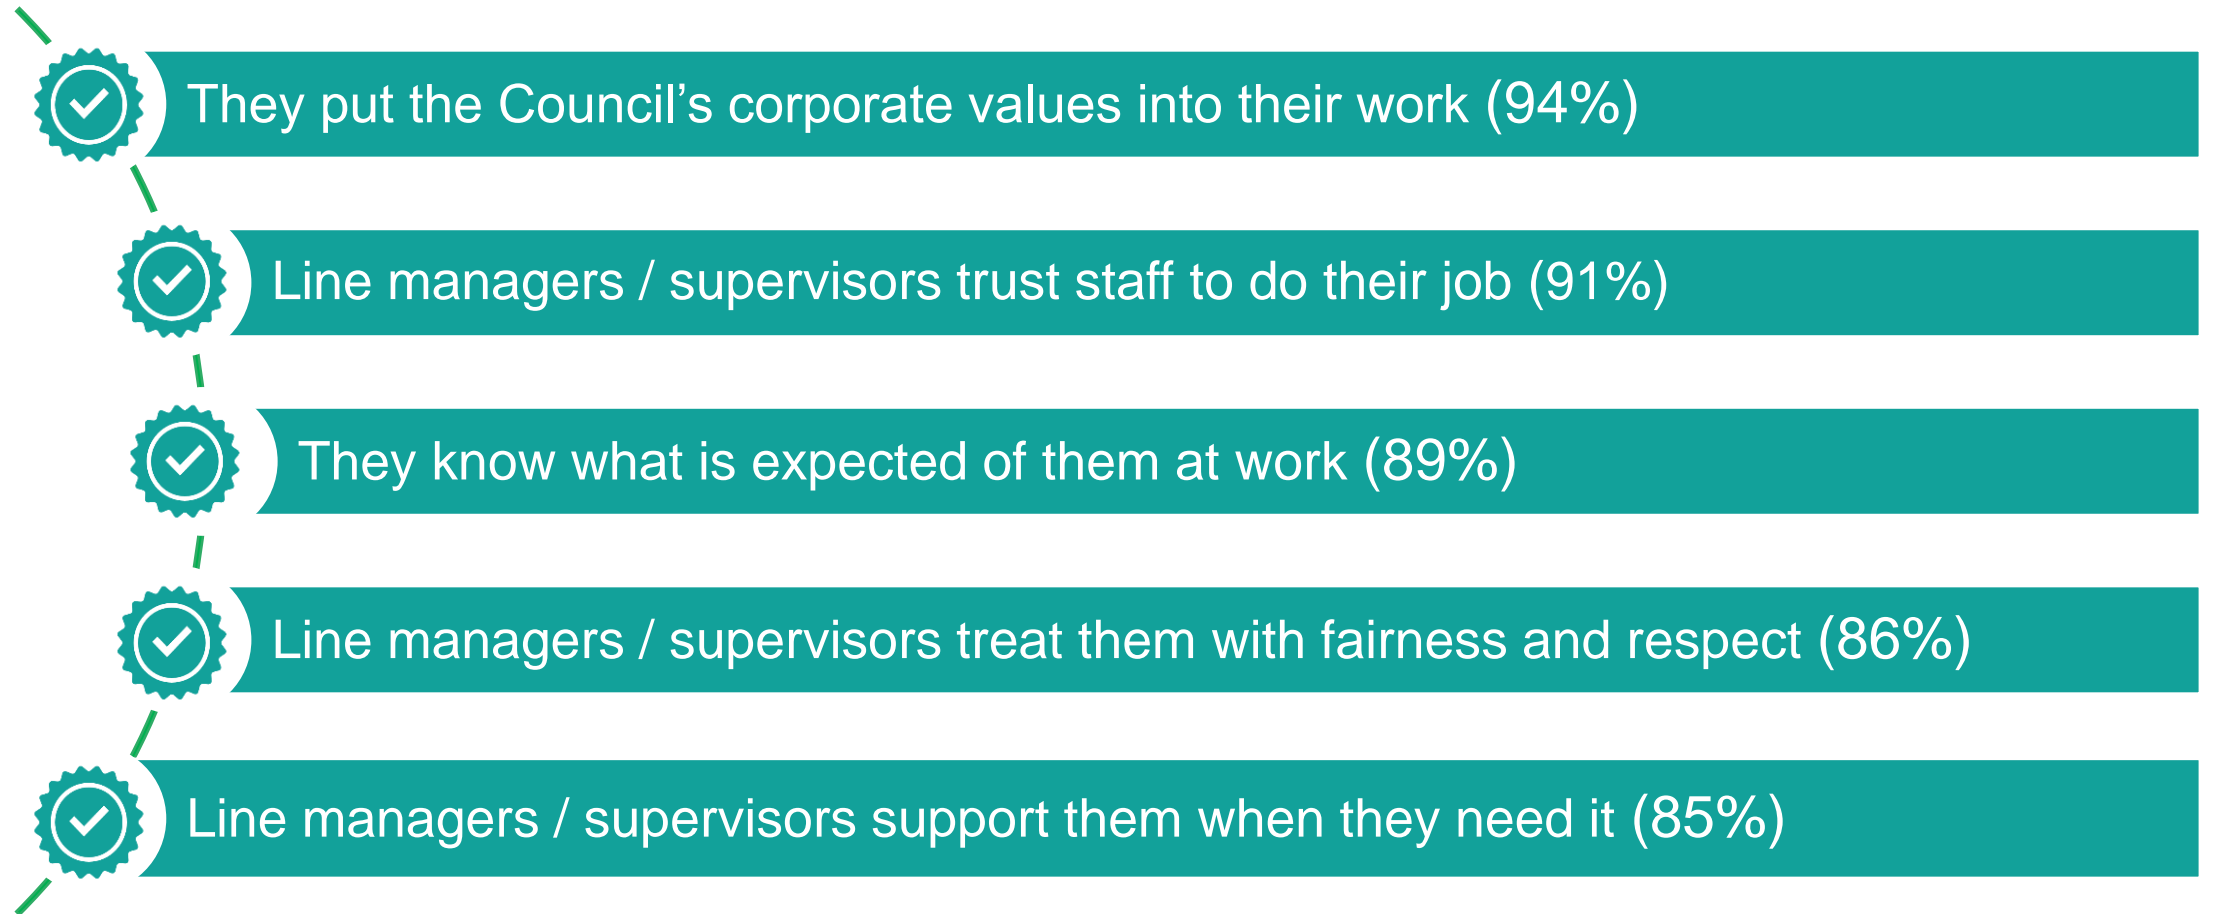 They put the Council’s corporate values into their work (94%)
Line managers / supervisors trust staff to do their job (91%)
They know what is expected of them at work (89%)
Line managers / supervisors treat them with fairness and respect (86%)
Line managers / supervisors support them when they need it (85%)